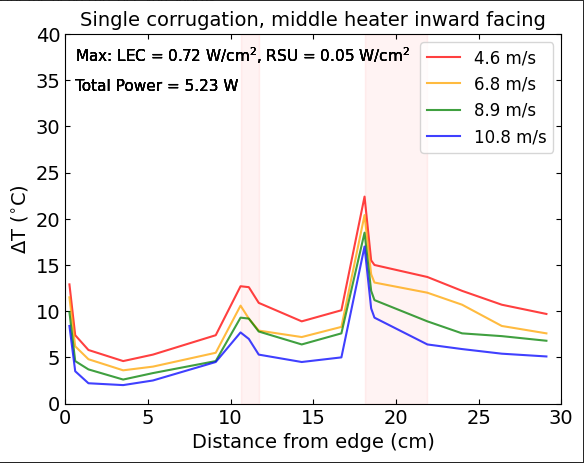 Single corrugation, middle heater inward facing
Max: LEC = 0.72 W/cm², RSU = 0.05 W/cm²
Total Power = 5.23 W
4.6 m/s
6.8 m/s
8.9 m/s
10.8 m/s
ΔT (°C)
40
35
30
25
20
15
10
5
0
0 5 10 15 20 25 30
Distance from edge (cm)